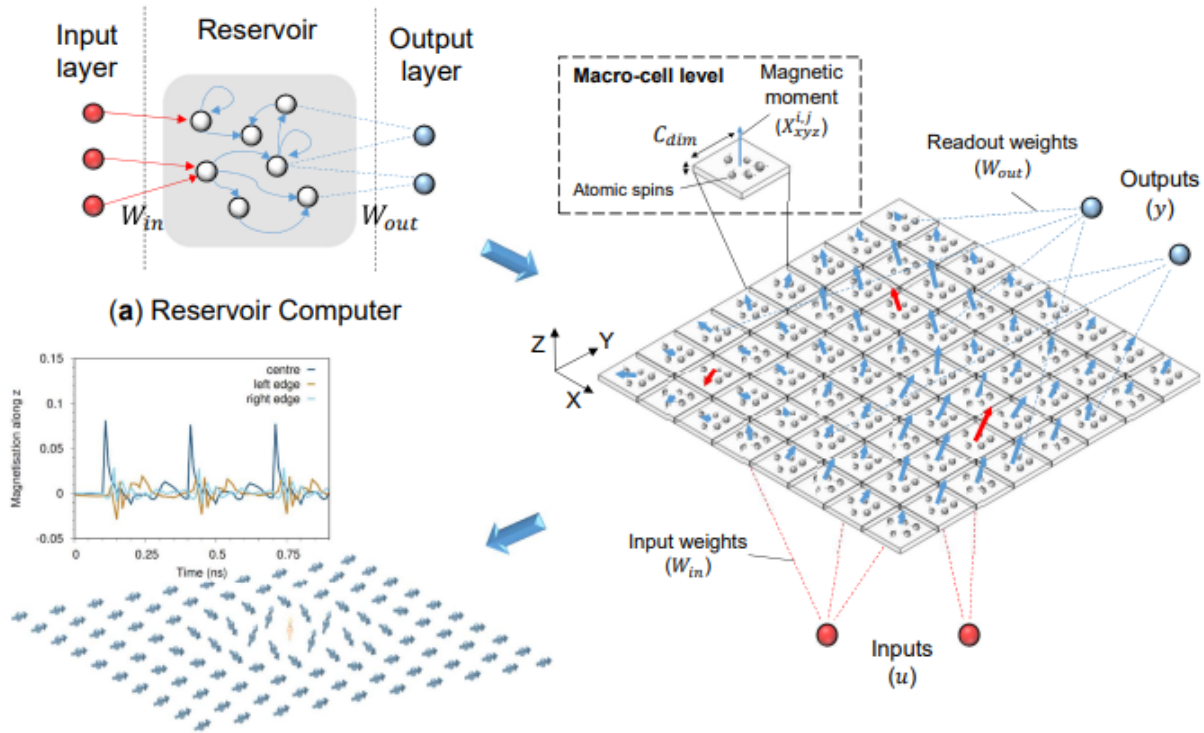 Input
layer
Reservoir
Output
layer
W_in
W_out
(a) Reservoir Computer
Macro-cell level
Magnetic
moment
(X_xyz^i,j)
C_dim
Atomic spins
Readout weights
(W_out)
Outputs
(y)
Z
Y
X
Input weights
(W_in)
Inputs
(u)
0.15
0.1
0.05
0
-0.05
Magnetisation along z
centre
left edge
right edge
0
0.25
0.5
0.75
Time (ns)